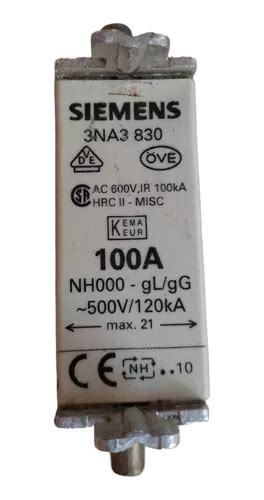 SIEMENS
3NA3 830
DVE ÖVE
AC 600V,IR 100kA
HRC II - MISC
KEMA
KEUR
100A
NH000 - gL/gG
~500V/120kA
max. 21
CE NH ..10